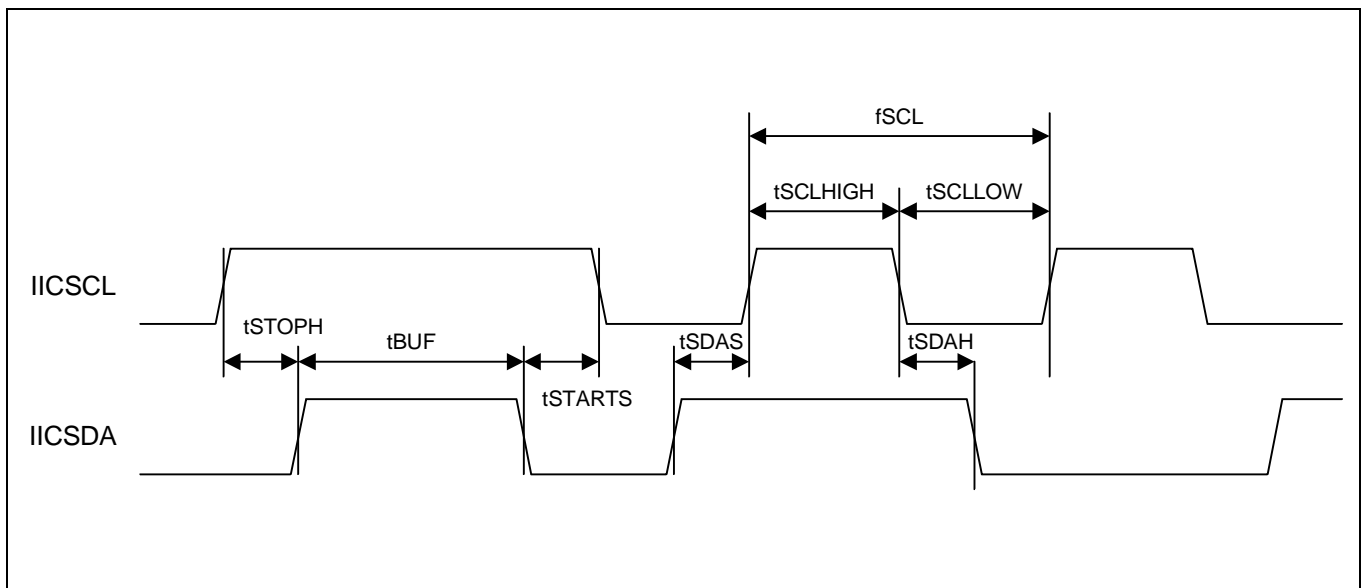 fSCL
tSCLHIGH
tSCLLOW
IICSCL
tSTOPH
tBUF
tSDAS
tSDAH
tSTARTS
IICSDA